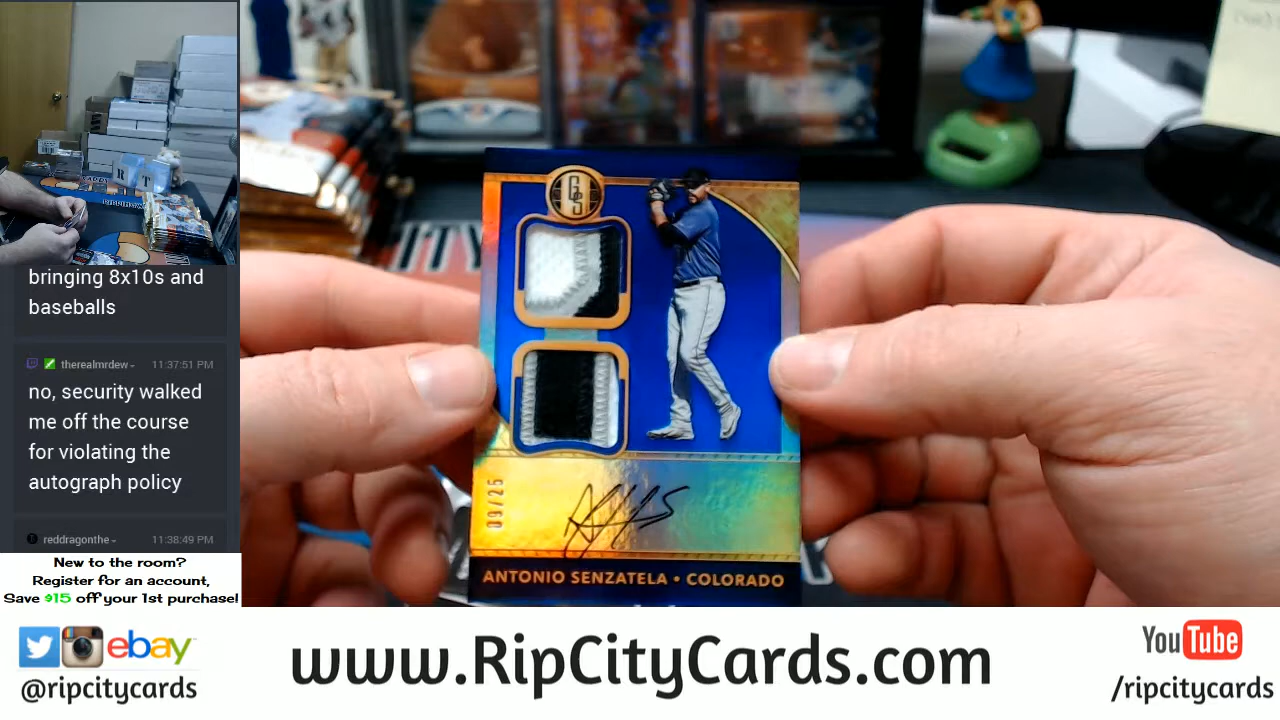 bringing 8x10s and
baseballs
therealmrdew
11:37:51 PM
no, security walked
me off the course
for violating the
autograph policy
reddragonthe
11:38:49 PM
New to the room?
Register for an account,
Save $15 off your 1st purchase!
GS
09/25
ANTONIO SENZATELA • COLORADO
ebay
@ripcitycards
www.RipCityCards.com
YouTube
/ripcitycards
R T